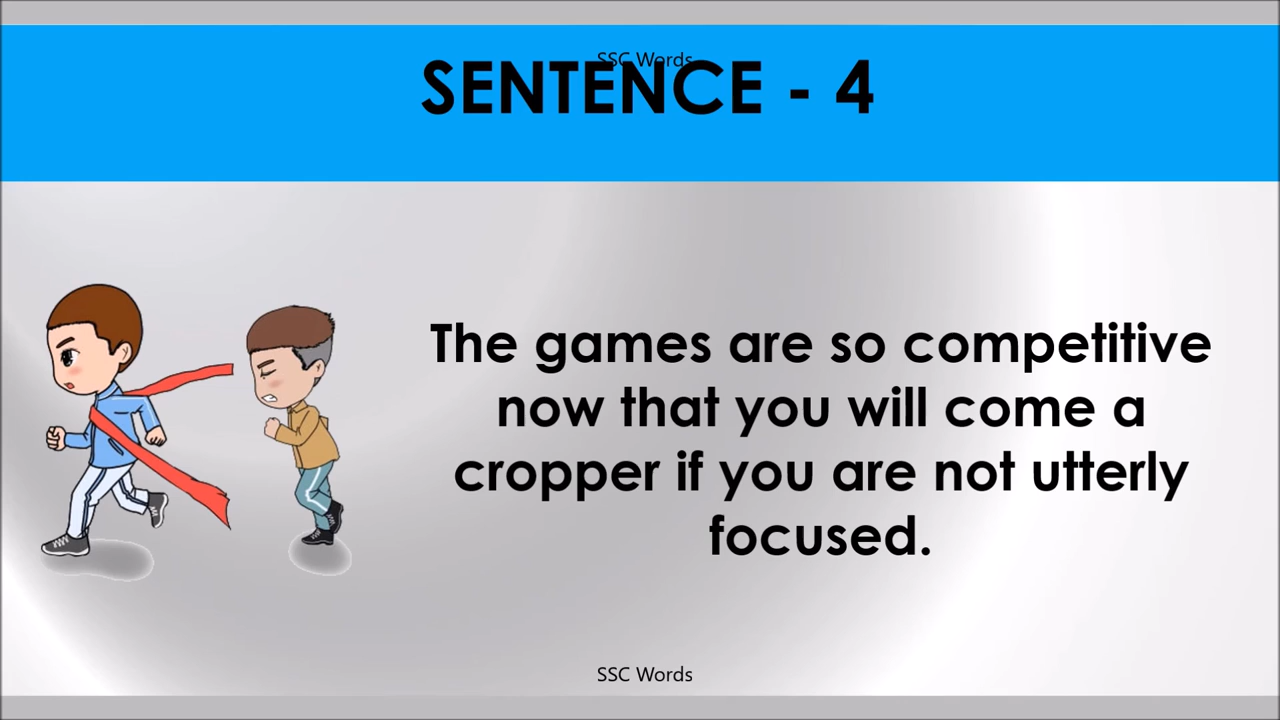 SSC Words
SENTENCE - 4
The games are so competitive
now that you will come a
cropper if you are not utterly
focused.
SSC Words